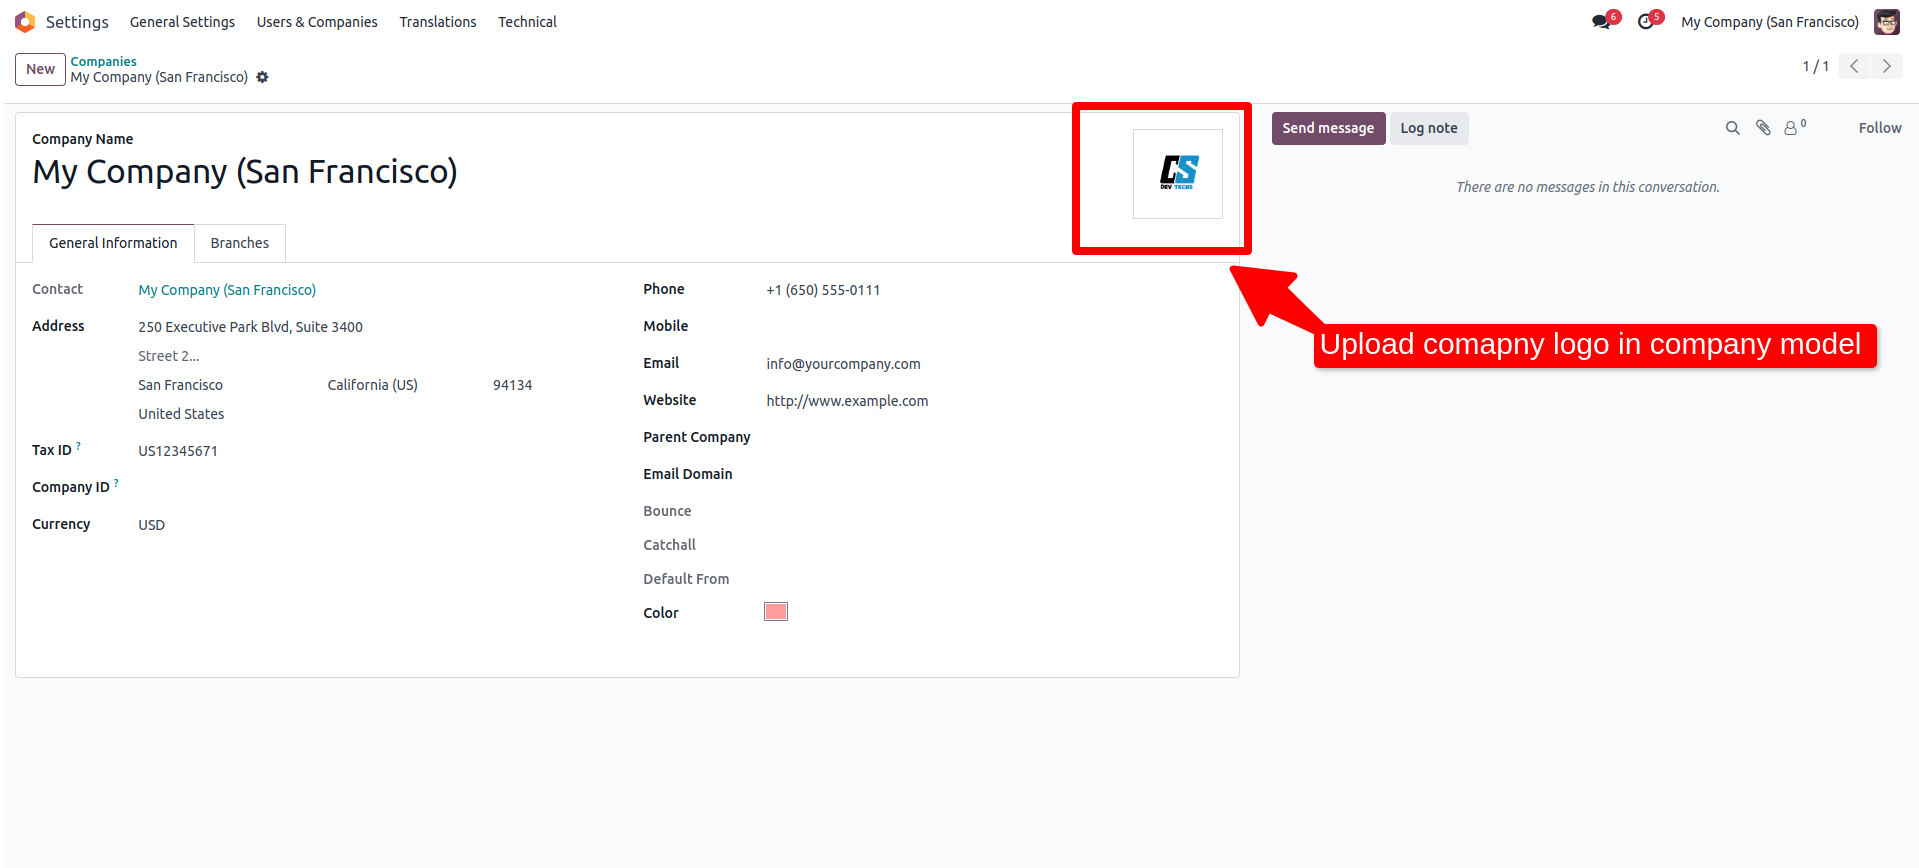 Settings General Settings Users & Companies Translations Technical 6 5 My Company (San Francisco)
New Companies
My Company (San Francisco) 1 / 1
Company Name
My Company (San Francisco)
CS
DEV TECHS
Send message Log note 0 Follow
There are no messages in this conversation.
General Information Branches
Upload comapny logo in company model
Contact My Company (San Francisco)
Address 250 Executive Park Blvd, Suite 3400
Street 2...
San Francisco California (US) 94134
United States
Tax ID ? US12345671
Company ID ?
Currency USD
Phone +1 (650) 555-0111
Mobile
Email info@yourcompany.com
Website http://www.example.com
Parent Company
Email Domain
Bounce
Catchall
Default From
Color